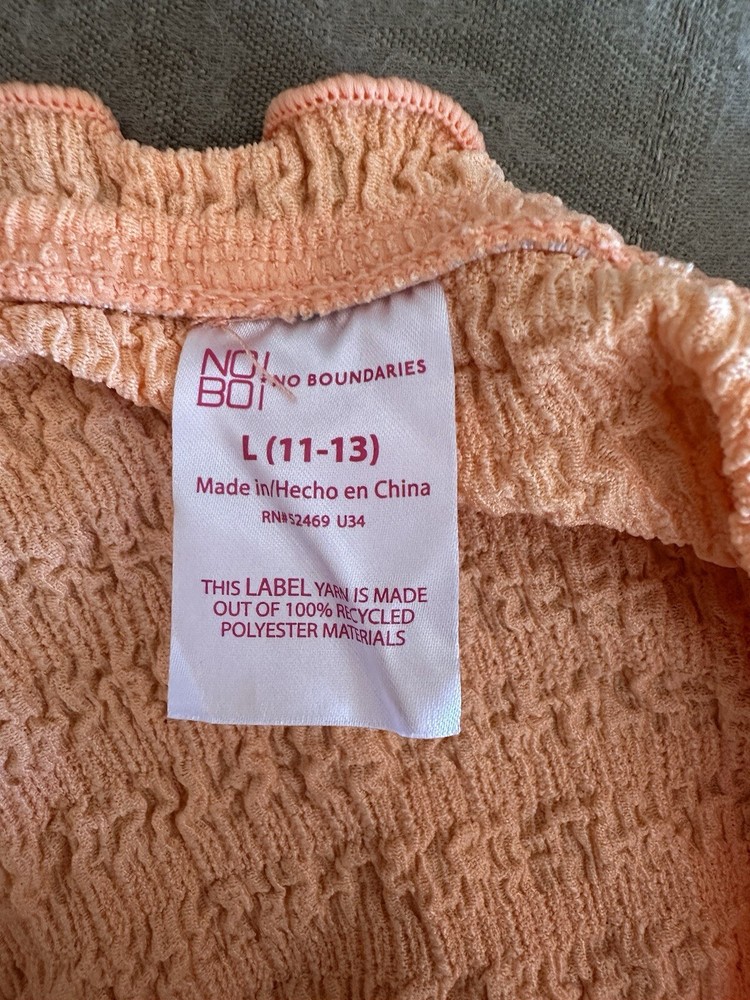 NO
BO
NO BOUNDARIES
L (11-13)
Made in/Hecho en China
RN#52469 U34
THIS LABEL YARN IS MADE
OUT OF 100% RECYCLED
POLYESTER MATERIALS